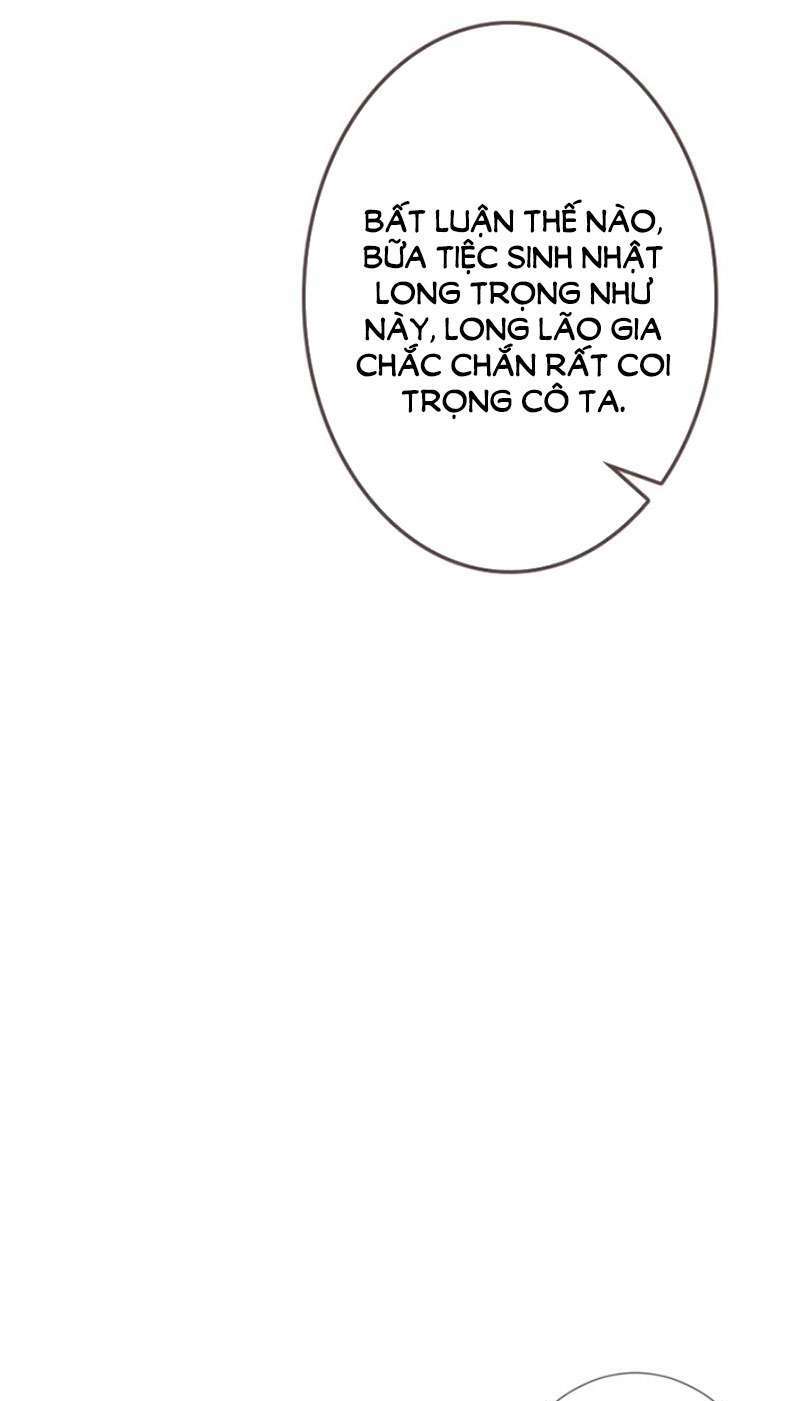 BẤT LUẬN THẾ NÀO,
BỮA TIỆC SINH NHẬT
LONG TRỌNG NHƯ
NÀY, LONG LÃO GIA
CHẮC CHẮN RẤT COI
TRỌNG CÔ TA.